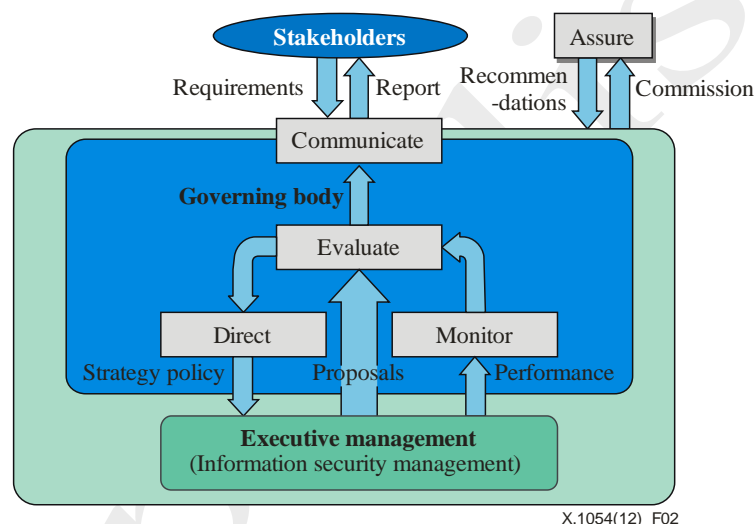 Stakeholders
Assure
Requirements
Report
Recommen
-dations
Commission
Communicate
Governing body
Evaluate
Direct
Monitor
Strategy policy
Proposals
Performance
Executive management
(Information security management)
X.1054(12)_F02